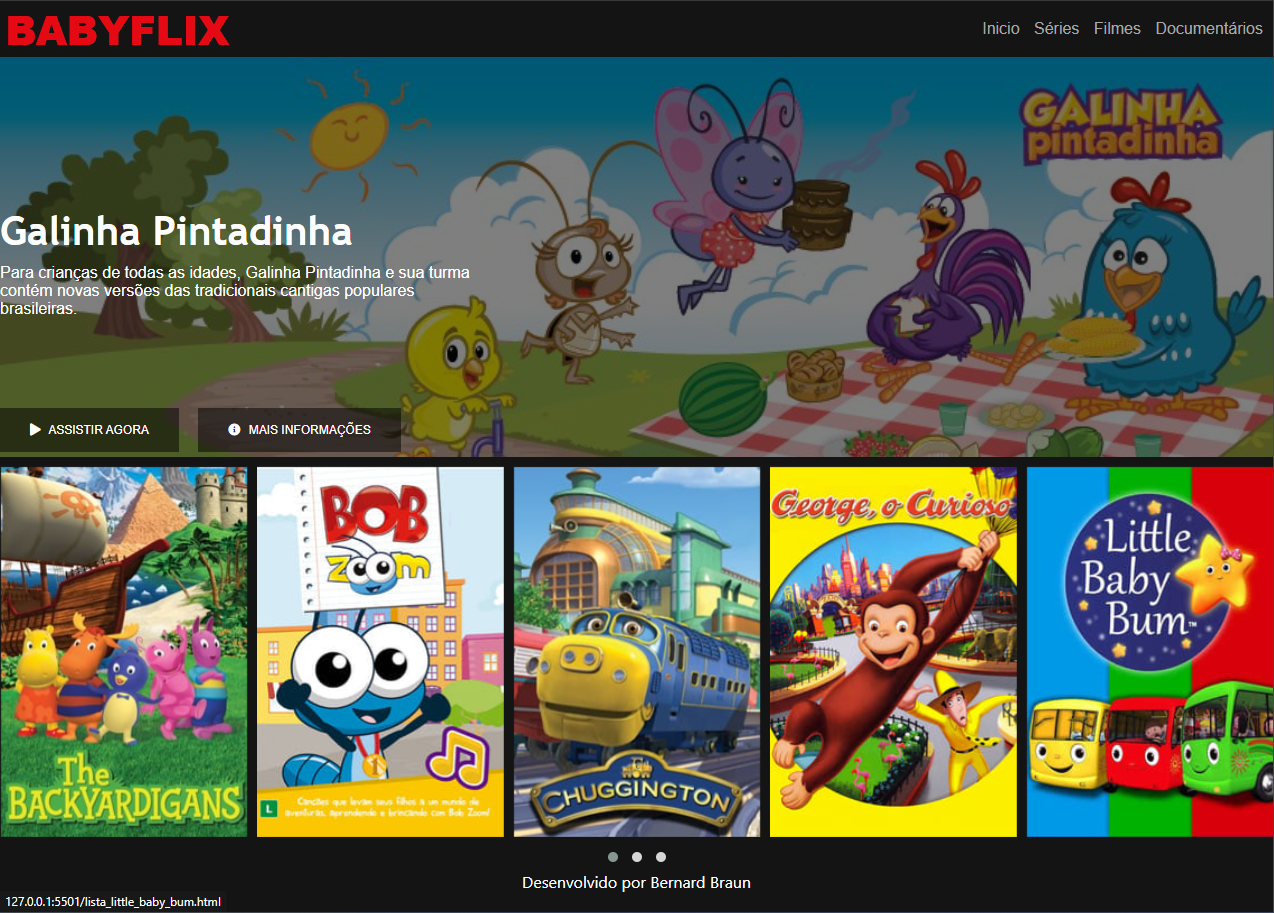 BABYFLIX
Inicio Séries Filmes Documentários
GALINHA
pintadinha
Galinha Pintadinha
Para crianças de todas as idades, Galinha Pintadinha e sua turma
contém novas versões das tradicionais cantigas populares
brasileiras.
ASSISTIR AGORA
MAIS INFORMAÇÕES
The
BACKYARDIGANS
BOB
zoom
L
Canções que levam seus filhos a um mundo de
aventuras, aprendendo e brincando com Bob Zoom!
CHUGGINGTON
George, o Curioso
Little
Baby
Bum™
Desenvolvido por Bernard Braun
127.0.0.1:5501/lista_little_baby_bum.html